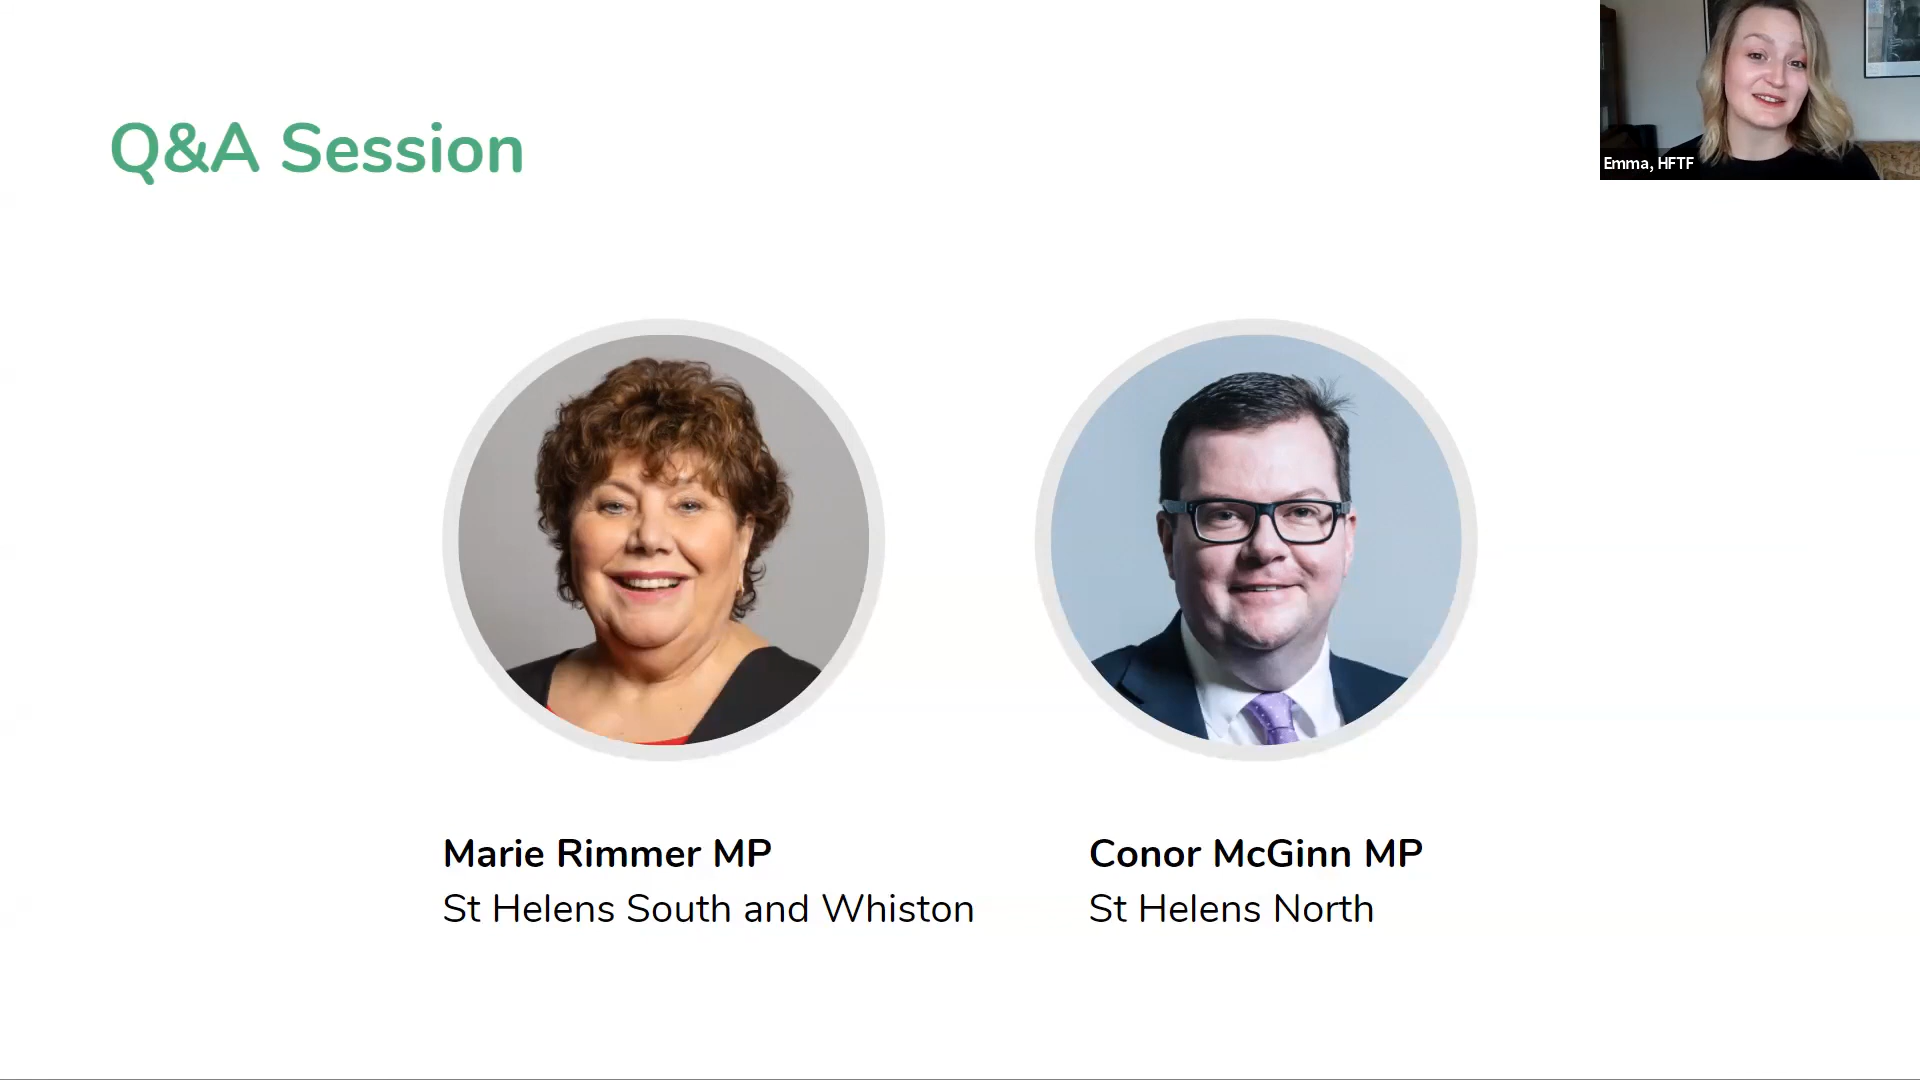 Q&A Session
Emma, HFTF
Marie Rimmer MP
St Helens South and Whiston
Conor McGinn MP
St Helens North